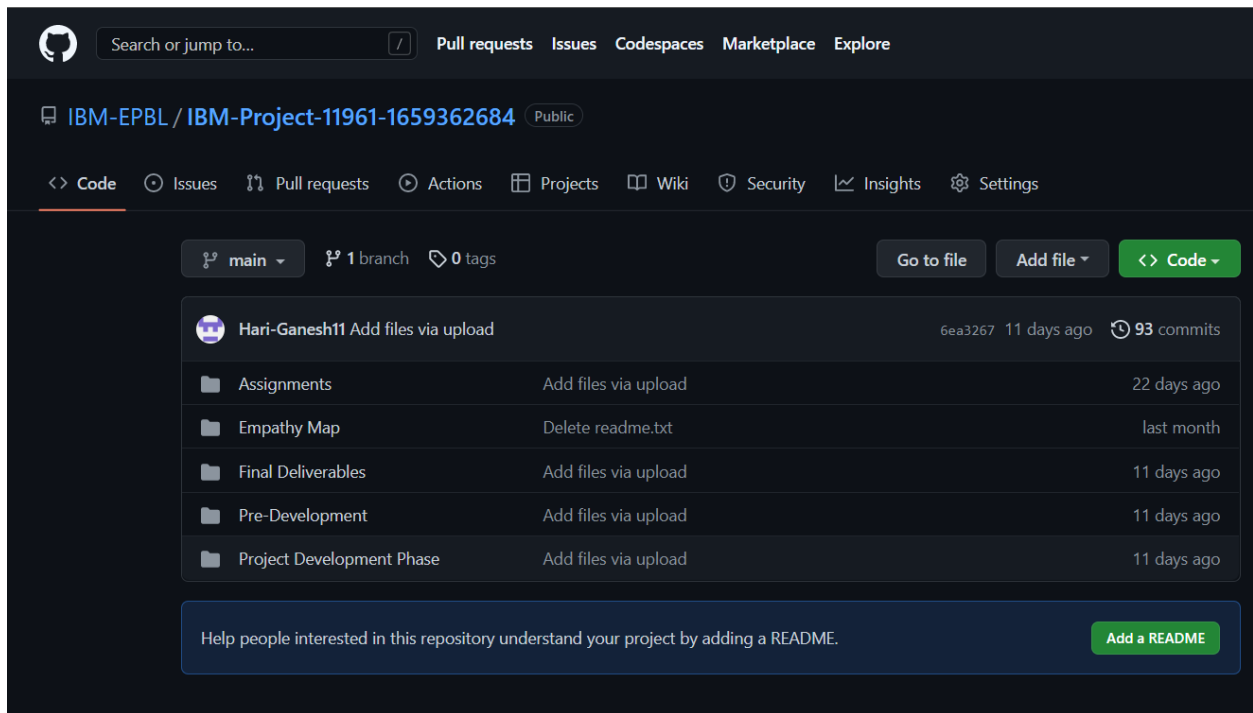 Search or jump to... / Pull requests Issues Codespaces Marketplace Explore
IBM-EPBL / IBM-Project-11961-1659362684 Public
<> Code Issues Pull requests Actions Projects Wiki Security Insights Settings
main 1 branch 0 tags Go to file Add file <> Code
Hari-Ganesh11 Add files via upload 6ea3267 11 days ago 93 commits
Assignments Add files via upload 22 days ago
Empathy Map Delete readme.txt last month
Final Deliverables Add files via upload 11 days ago
Pre-Development Add files via upload 11 days ago
Project Development Phase Add files via upload 11 days ago
Help people interested in this repository understand your project by adding a README. Add a README